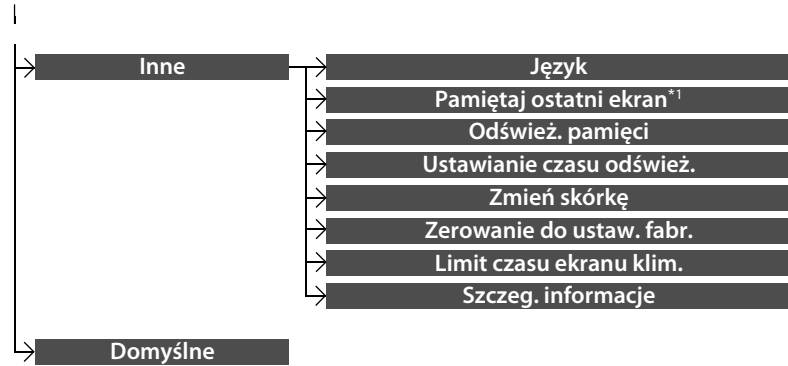 Inne
Język
Pamiętaj ostatni ekran*1
Odśwież. pamięci
Ustawianie czasu odśwież.
Zmień skórkę
Zerowanie do ustaw. fabr.
Limit czasu ekranu klim.
Szczeg. informacje
Domyślne